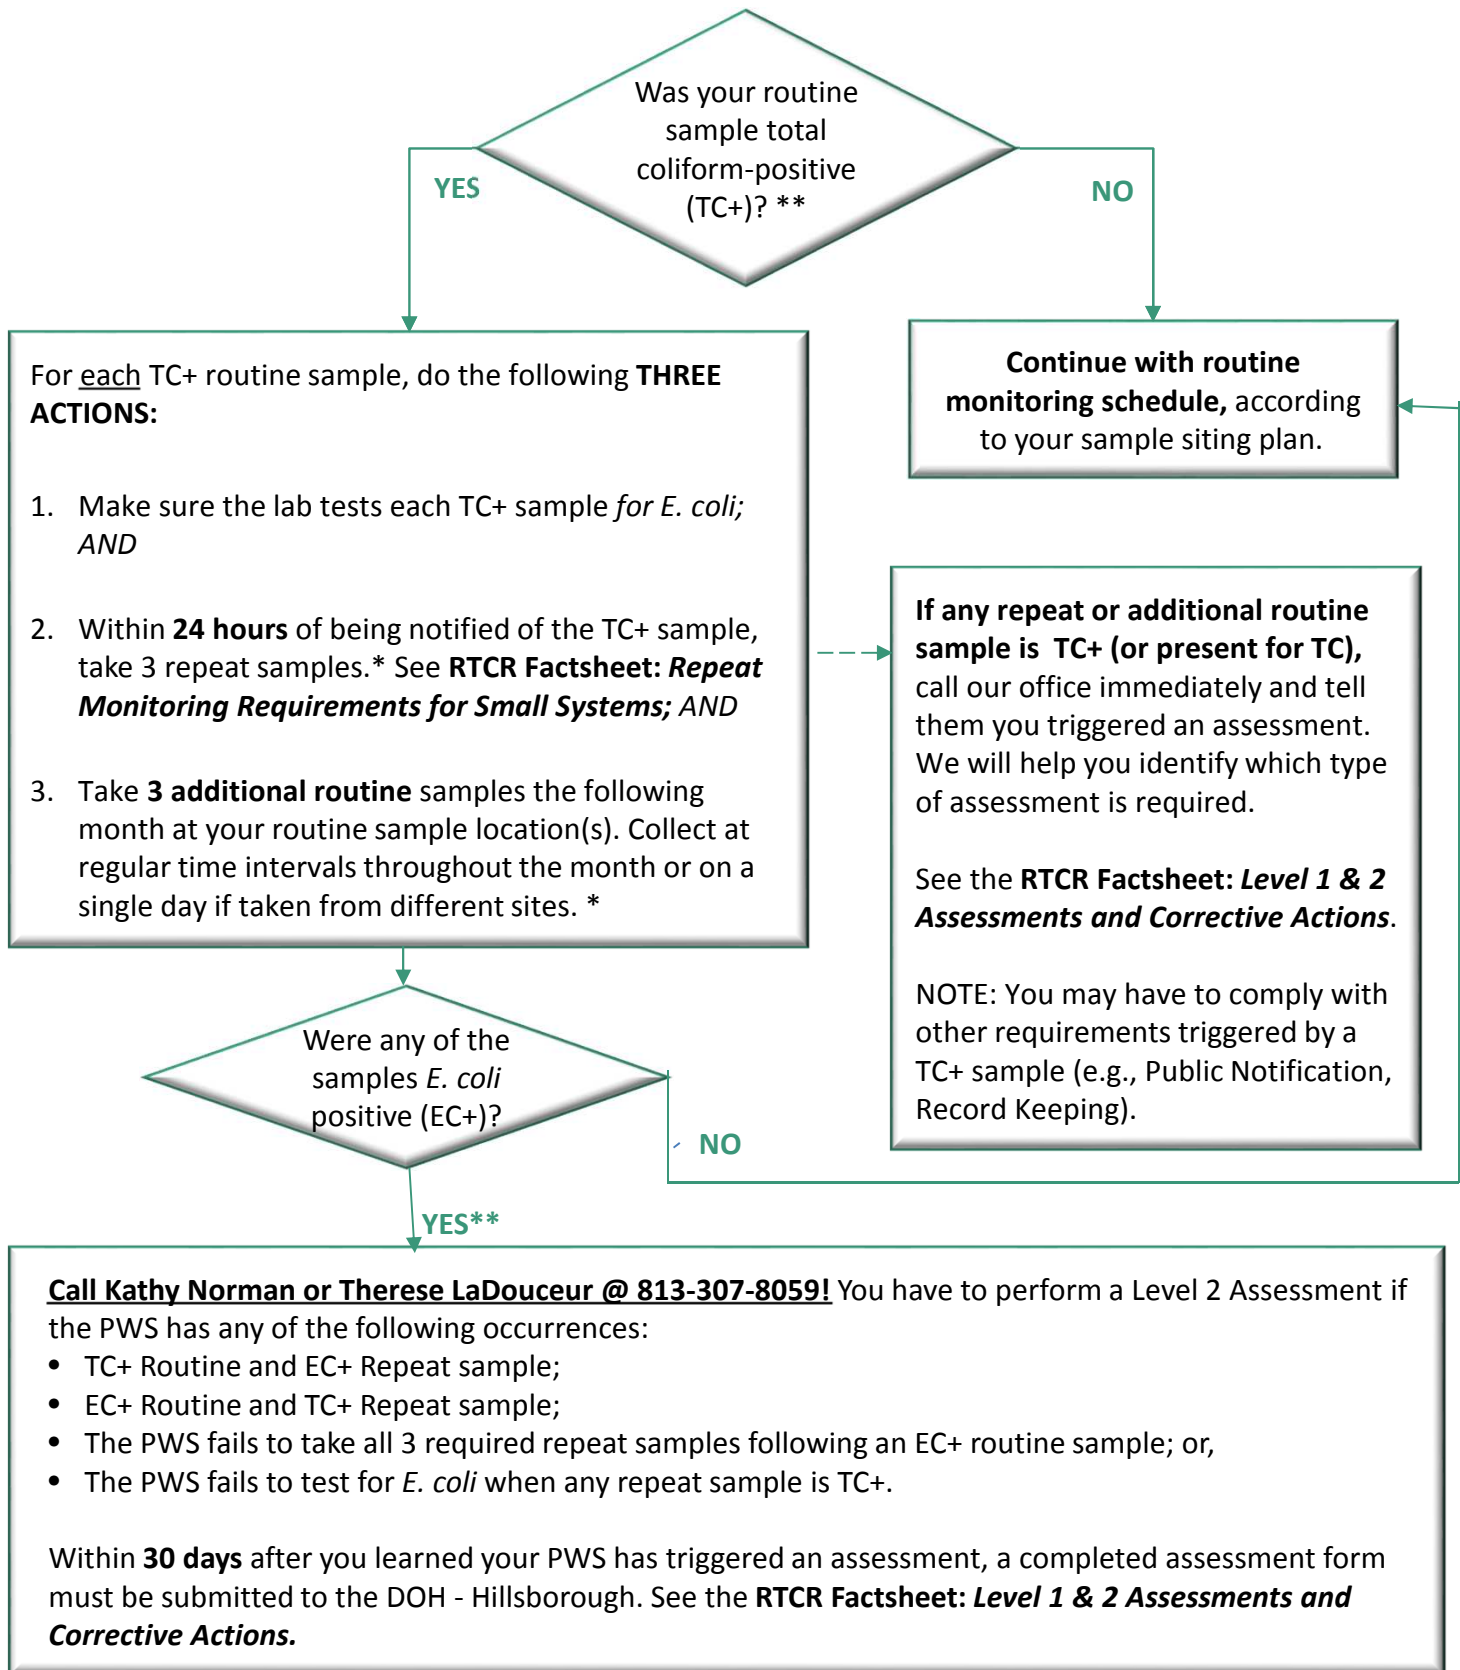 Was your routine
sample total
coliform-positive
(TC+)? **
YES
NO
For each TC+ routine sample, do the following THREE
ACTIONS:
1. Make sure the lab tests each TC+ sample for E. coli;
AND
2. Within 24 hours of being notified of the TC+ sample,
take 3 repeat samples.* See RTCR Factsheet: Repeat
Monitoring Requirements for Small Systems; AND
3. Take 3 additional routine samples the following
month at your routine sample location(s). Collect at
regular time intervals throughout the month or on a
single day if taken from different sites. *
Continue with routine
monitoring schedule, according
to your sample siting plan.
If any repeat or additional routine
sample is TC+ (or present for TC),
call our office immediately and tell
them you triggered an assessment.
We will help you identify which type
of assessment is required.
See the RTCR Factsheet: Level 1 & 2
Assessments and Corrective Actions.
NOTE: You may have to comply with
other requirements triggered by a
TC+ sample (e.g., Public Notification,
Record Keeping).
Were any of the
samples E. coli
positive (EC+)?
NO
YES**
Call Kathy Norman or Therese LaDouceur @ 813-307-8059! You have to perform a Level 2 Assessment if
the PWS has any of the following occurrences:
• TC+ Routine and EC+ Repeat sample;
• EC+ Routine and TC+ Repeat sample;
• The PWS fails to take all 3 required repeat samples following an EC+ routine sample; or,
• The PWS fails to test for E. coli when any repeat sample is TC+.
Within 30 days after you learned your PWS has triggered an assessment, a completed assessment form
must be submitted to the DOH - Hillsborough. See the RTCR Factsheet: Level 1 & 2 Assessments and
Corrective Actions.